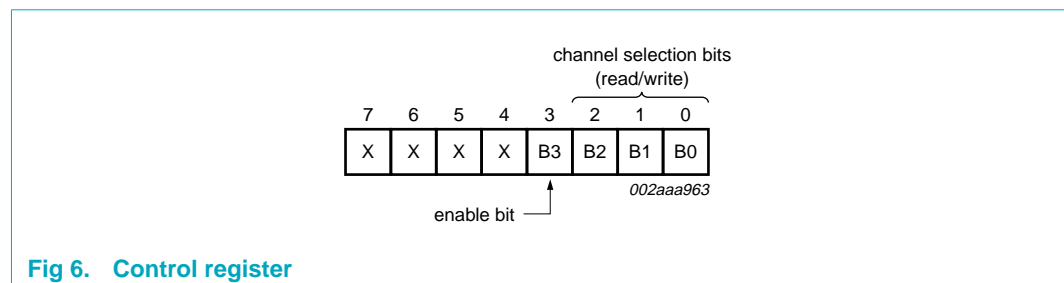 channel selection bits
(read/write)
7 6 5 4 3 2 1 0
X X X X B3 B2 B1 B0
002aaa963
enable bit
Fig 6. Control register